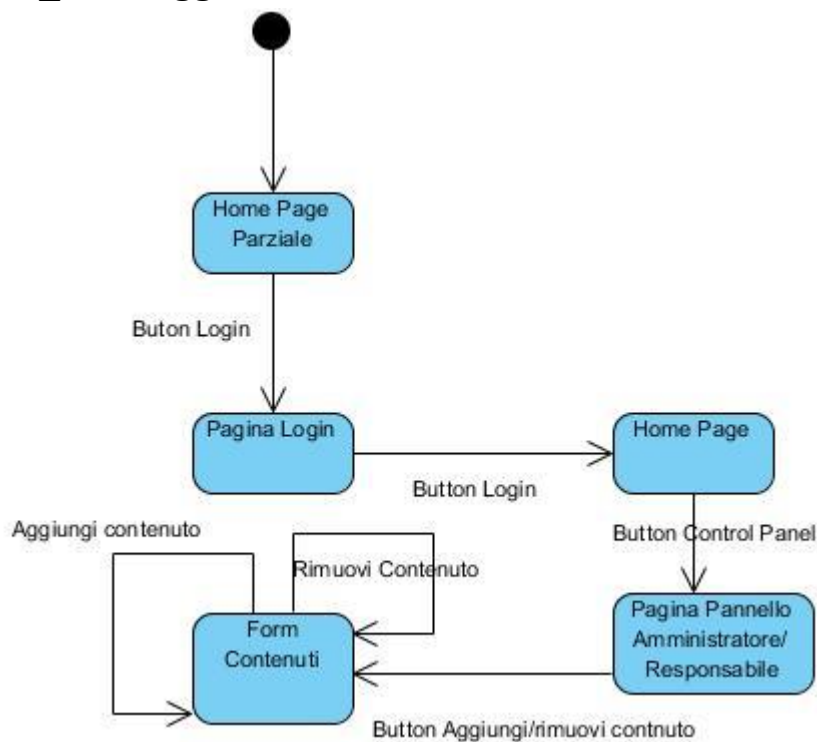 Home Page
Parziale
Buton Login
Pagina Login
Home Page
Button Login
Aggiungi contenuto
Rimuovi Contenuto
Button Control Panel
Form
Contenuti
Pagina Pannello
Amministratore/
Responsabile
Button Aggiungi/rimuovi contnuto